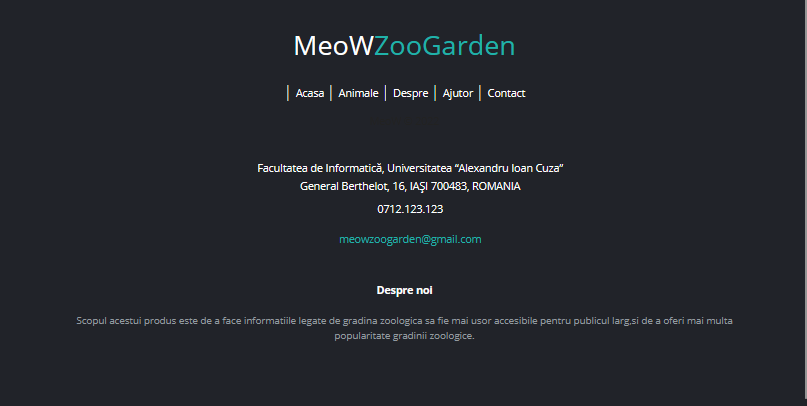 MeoWZooGarden
Acasa Animale Despre Ajutor Contact
Facultatea de Informatică, Universitatea “Alexandru Ioan Cuza”
General Berthelot, 16, IAŞI 700483, ROMANIA
0712.123.123
meowzoogarden@gmail.com
Despre noi
Scopul acestui produs este de a face informatiile legate de gradina zoologica sa fie mai usor accesibile pentru publicul larg,si de a oferi mai multa
popularitate gradinii zoologice.